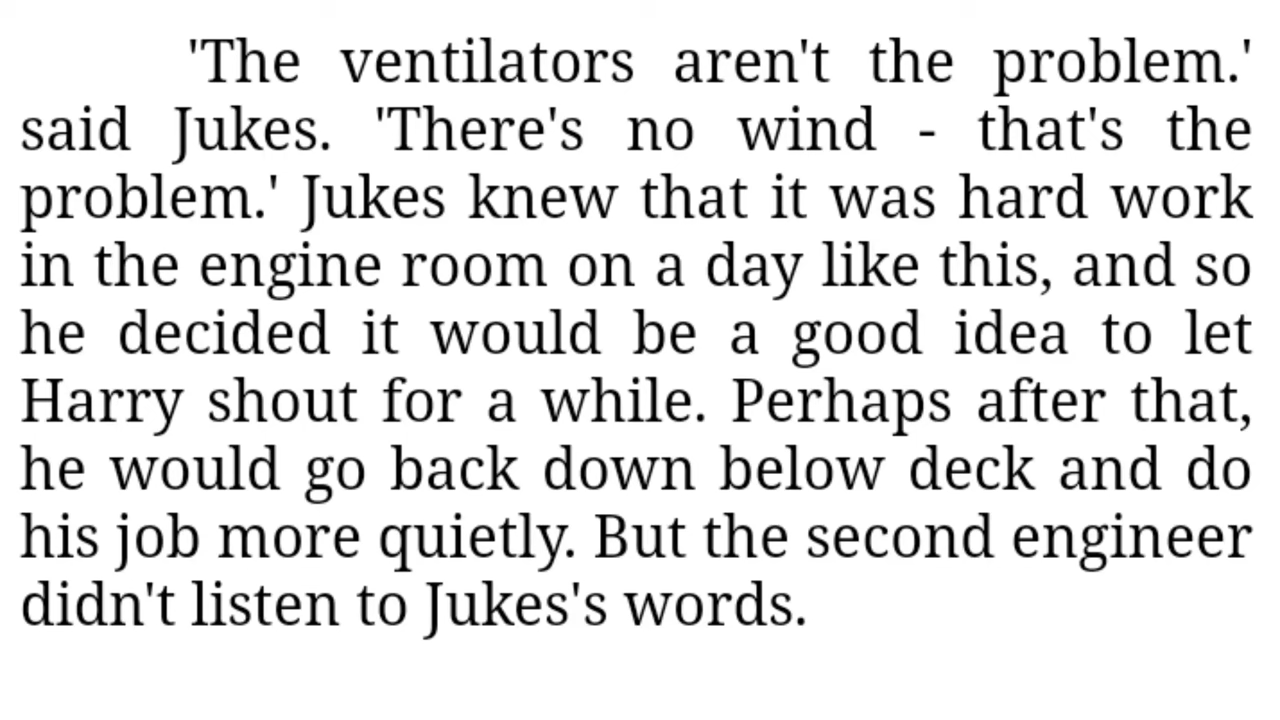 'The ventilators aren't the problem.'
said Jukes. 'There's no wind - that's the
problem.' Jukes knew that it was hard work
in the engine room on a day like this, and so
he decided it would be a good idea to let
Harry shout for a while. Perhaps after that,
he would go back down below deck and do
his job more quietly. But the second engineer
didn't listen to Jukes's words.